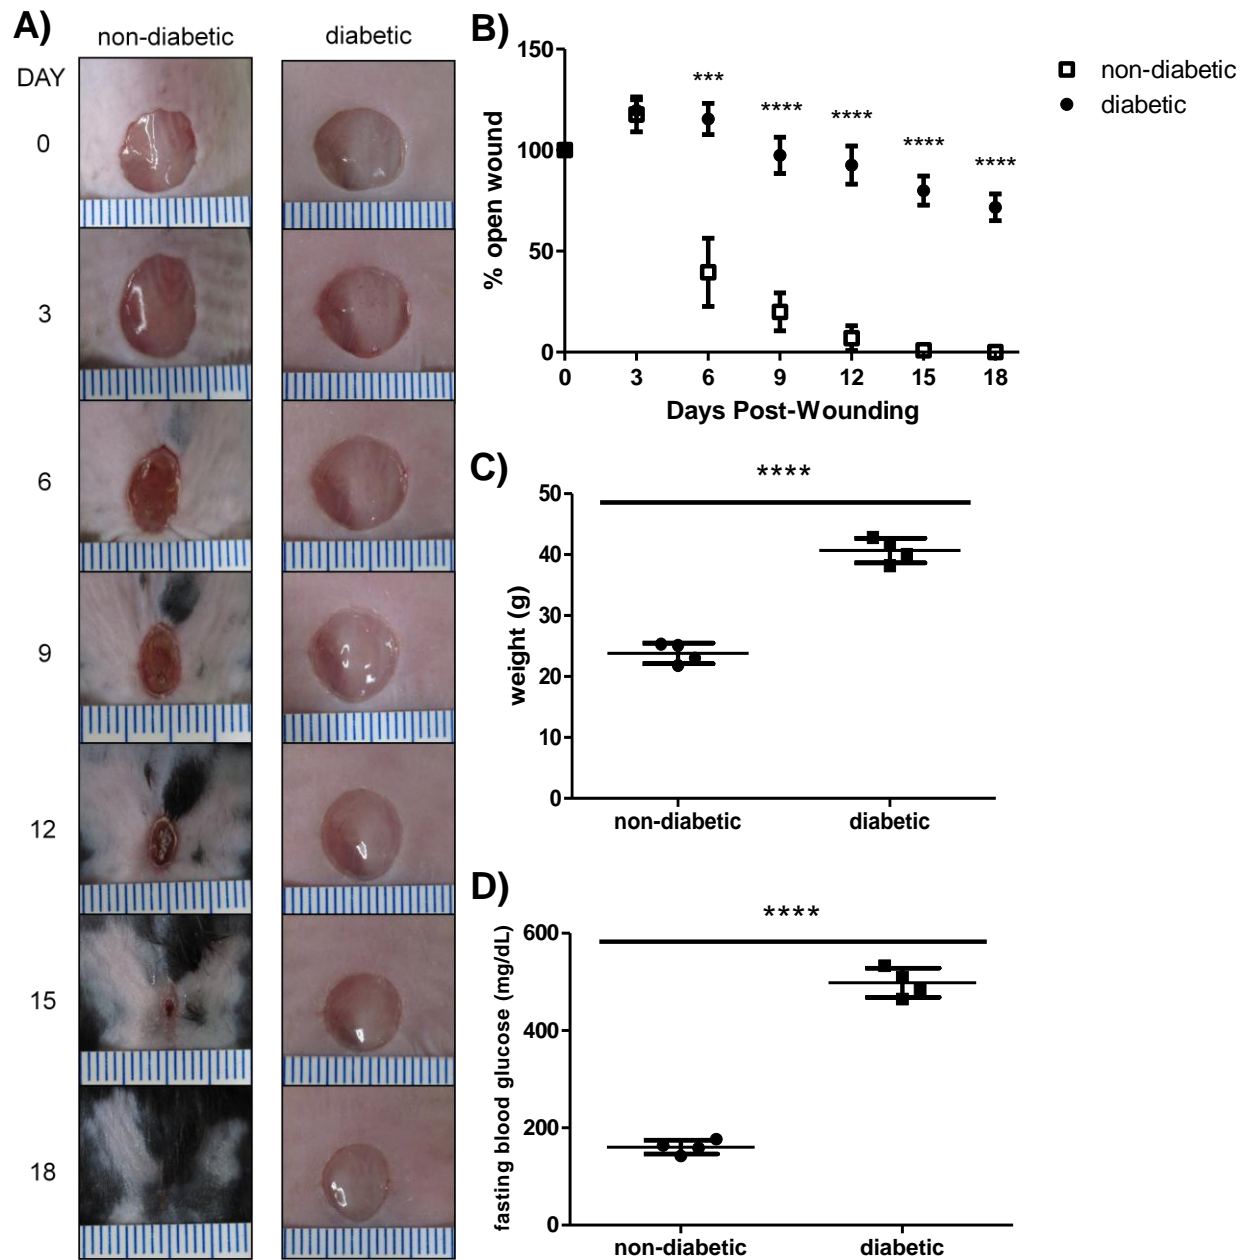 A)
non-diabetic
diabetic
DAY
0
3
6
9
12
15
18
B)
150
100
50
0
% open wound
***
****
****
****
****
0 3 6 9 12 15 18
Days Post-Wounding
non-diabetic
diabetic
C)
****
50
40
30
20
10
0
weight (g)
non-diabetic diabetic
D)
****
600
400
200
0
fasting blood glucose (mg/dL)
non-diabetic diabetic